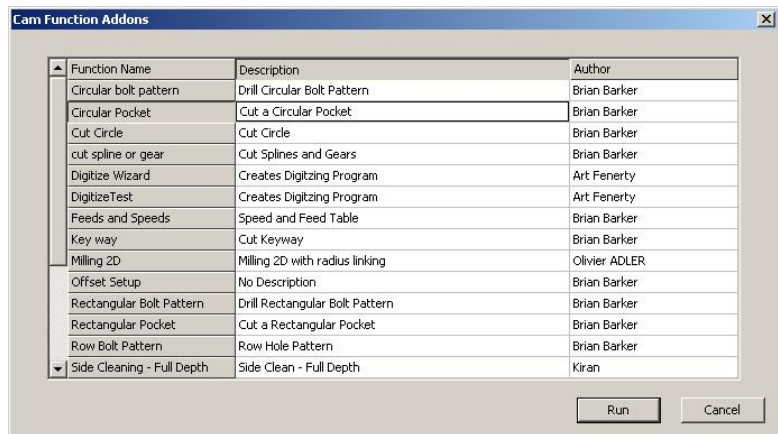 Cam Function Addons
Function Name Description Author
Circular bolt pattern Drill Circular Bolt Pattern Brian Barker
Circular Pocket Cut a Circular Pocket Brian Barker
Cut Circle Cut Circle Brian Barker
cut spline or gear Cut Splines and Gears Brian Barker
Digitize Wizard Creates Digitzing Program Art Fenerty
DigitizeTest Creates Digitzing Program Art Fenerty
Feeds and Speeds Speed and Feed Table Brian Barker
Key way Cut Keyway Brian Barker
Milling 2D Milling 2D with radius linking Olivier ADLER
Offset Setup No Description Brian Barker
Rectangular Bolt Pattern Drill Rectangular Bolt Pattern Brian Barker
Rectangular Pocket Cut a Rectangular Pocket Brian Barker
Row Bolt Pattern Row Hole Pattern Brian Barker
Side Cleaning - Full Depth Side Clean - Full Depth Kiran
Run Cancel